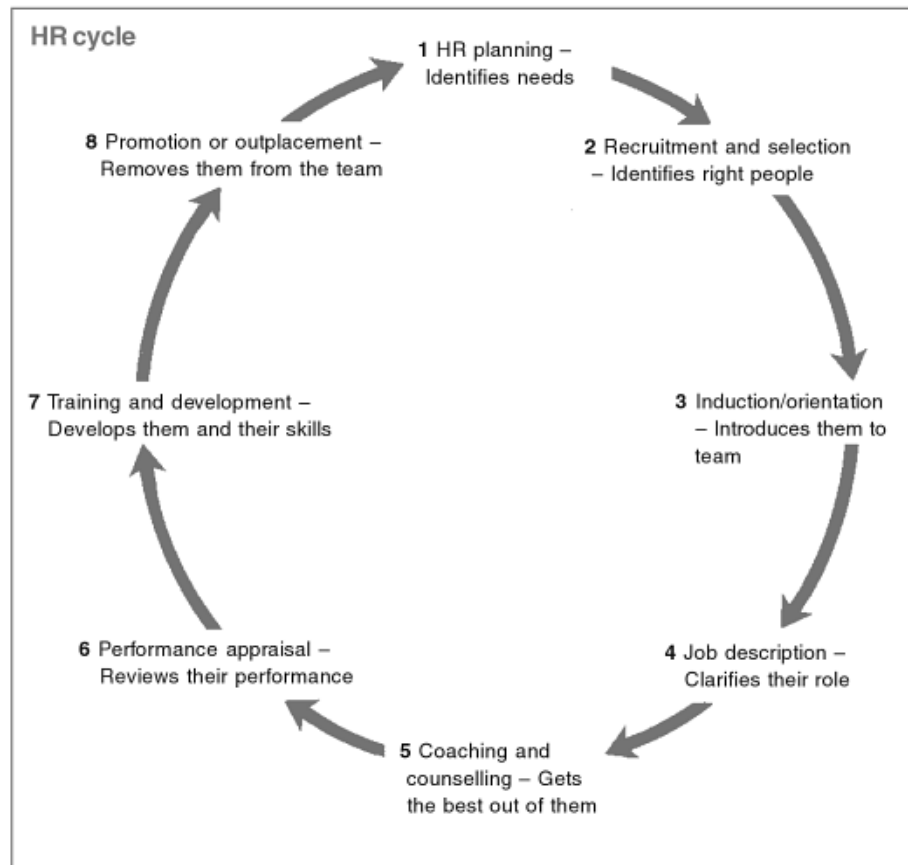 HR cycle
1 HR planning –
Identifies needs
2 Recruitment and selection
– Identifies right people
3 Induction/orientation
– Introduces them to
team
4 Job description –
Clarifies their role
5 Coaching and
counselling – Gets
the best out of them
6 Performance appraisal –
Reviews their performance
7 Training and development –
Develops them and their skills
8 Promotion or outplacement –
Removes them from the team